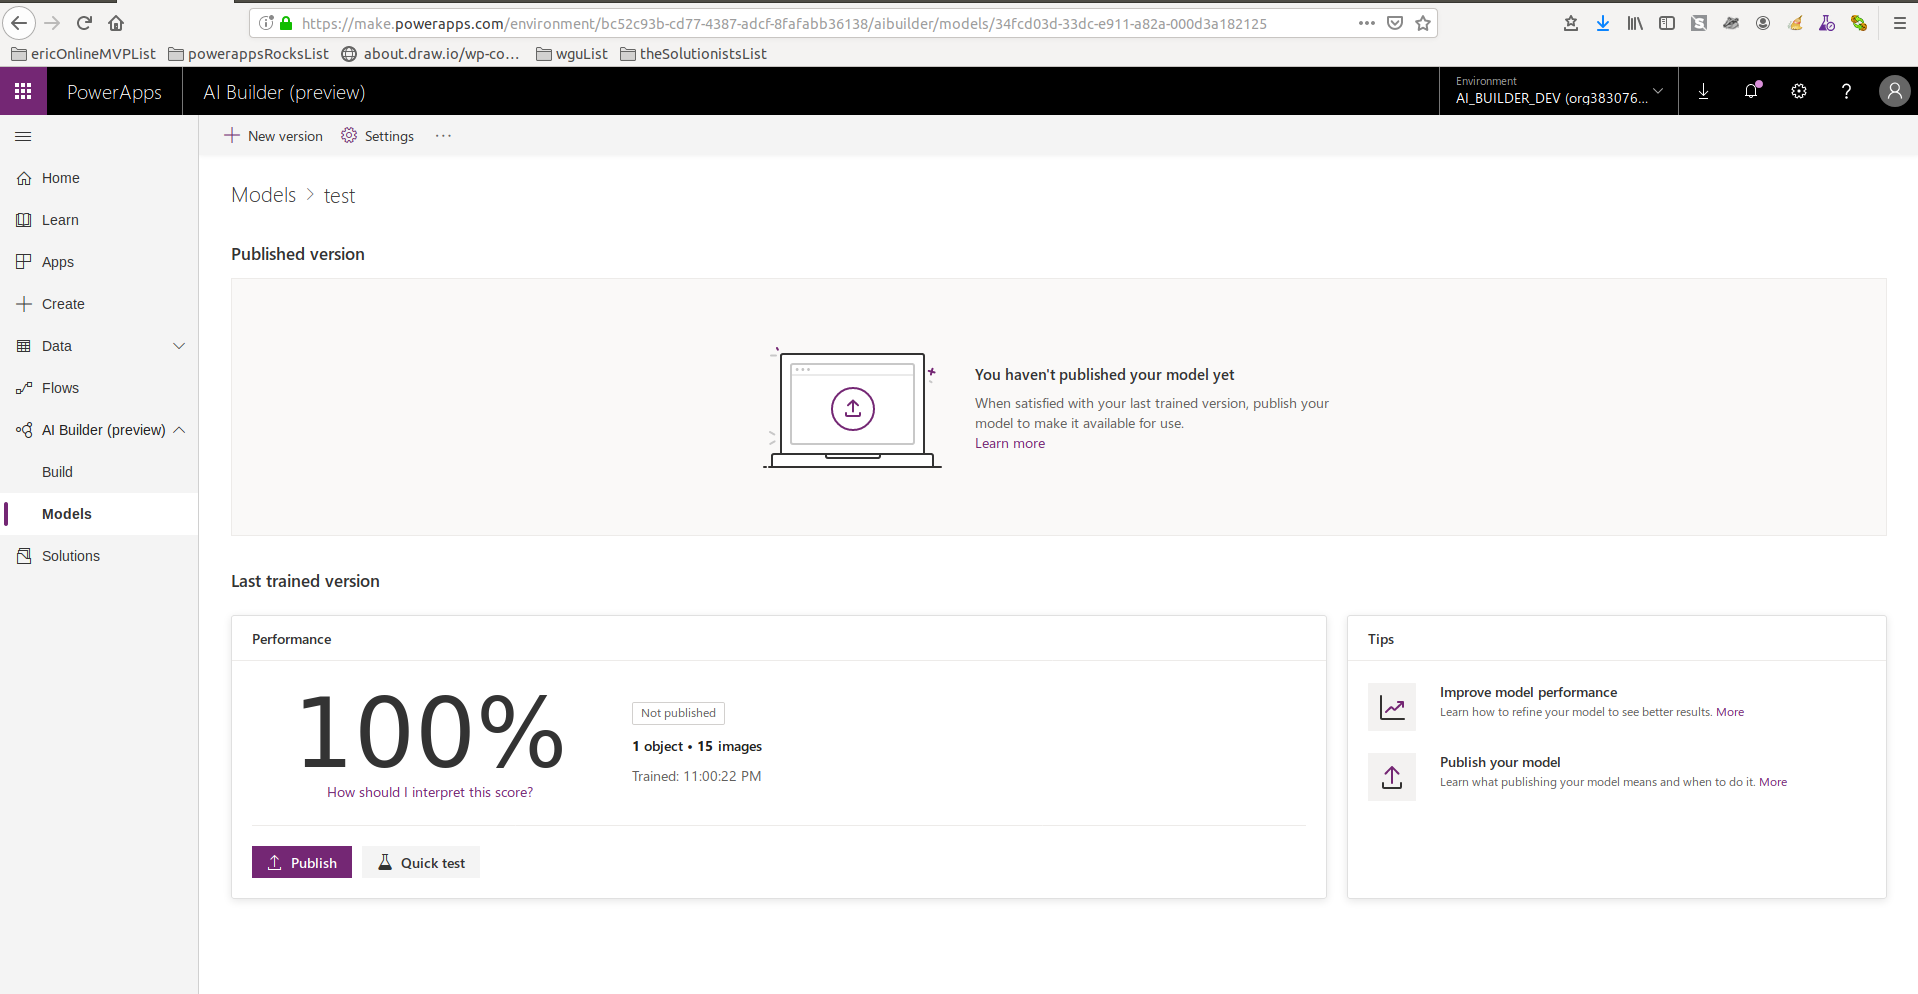 https://make.powerapps.com/environment/bc52c93b-cd77-4387-adcf-8fafabb36138/aibuilder/models/34fcd03d-33dc-e911-a82a-000d3a182125
ericOnlineMVPList powerappsRocksList about.draw.io/wp-co... wguList theSolutionistsList
PowerApps AI Builder (preview)
Environment
AI_BUILDER_DEV (org383076...
New version Settings ...
Home
Learn
Apps
Create
Data
Flows
AI Builder (preview)
Build
Models
Solutions
Models > test
Published version
You haven't published your model yet
When satisfied with your last trained version, publish your
model to make it available for use.
Learn more
Last trained version
Performance
100%
How should I interpret this score?
Not published
1 object • 15 images
Trained: 11:00:22 PM
Publish Quick test
Tips
Improve model performance
Learn how to refine your model to see better results. More
Publish your model
Learn what publishing your model means and when to do it. More